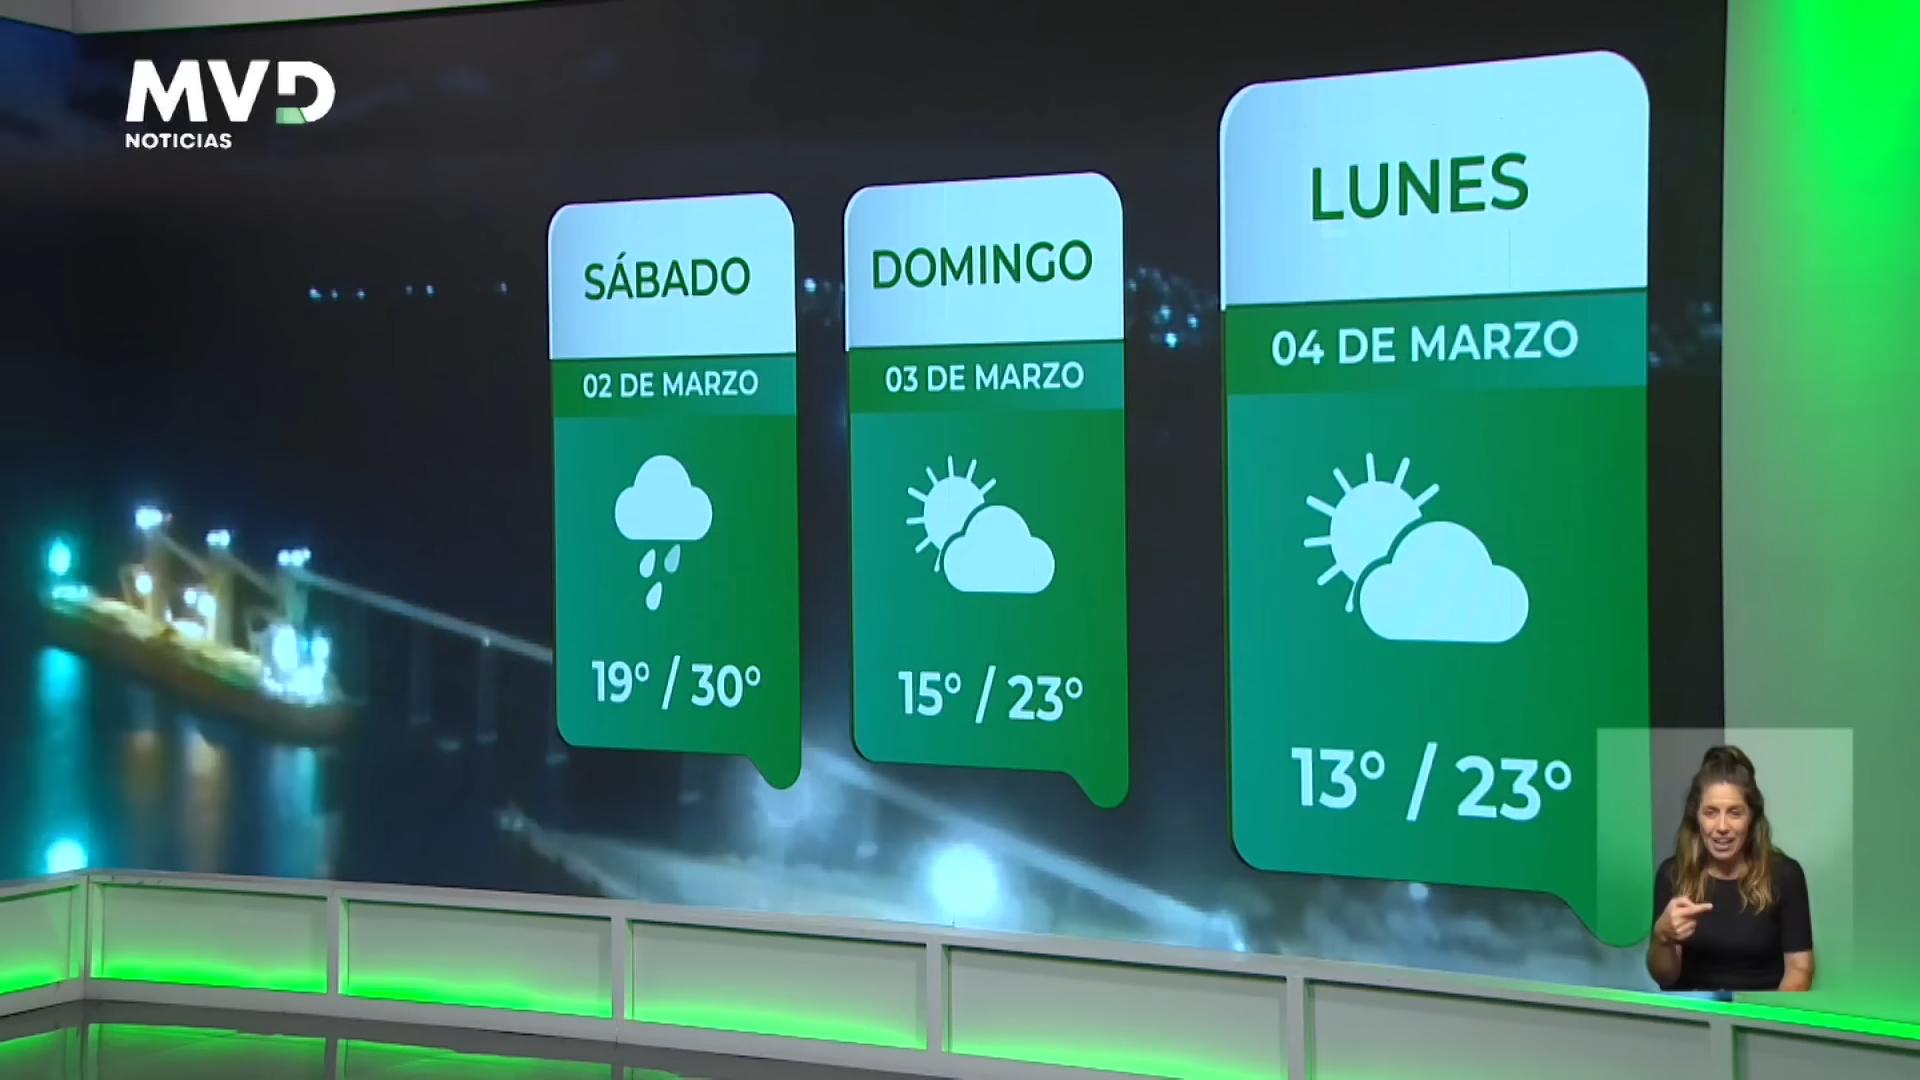 MVD
NOTICIAS
SÁBADO
02 DE MARZO
19° / 30°
DOMINGO
03 DE MARZO
15° / 23°
LUNES
04 DE MARZO
13° / 23°